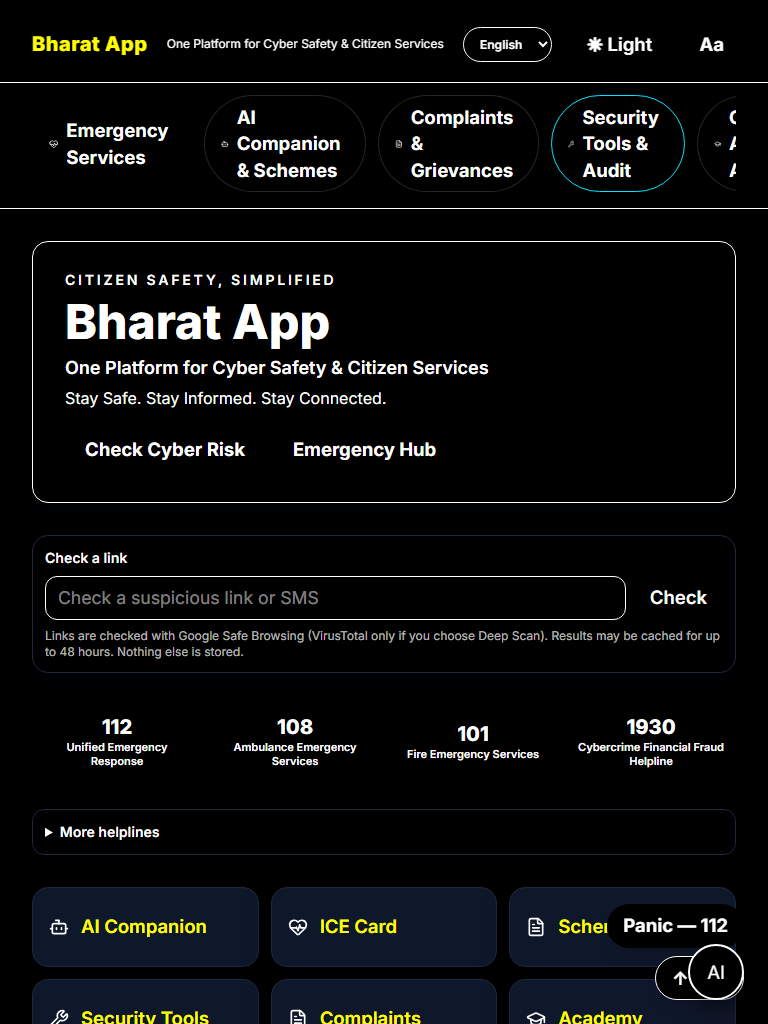 Bharat App
One Platform for Cyber Safety & Citizen Services
English
Light
Aa
Emergency
Services
AI
Companion
& Schemes
Complaints
&
Grievances
Security
Tools &
Audit
CITIZEN SAFETY, SIMPLIFIED
Bharat App
One Platform for Cyber Safety & Citizen Services
Stay Safe. Stay Informed. Stay Connected.
Check Cyber Risk
Emergency Hub
Check a link
Check a suspicious link or SMS
Check
Links are checked with Google Safe Browsing (VirusTotal only if you choose Deep Scan). Results may be cached for up
to 48 hours. Nothing else is stored.
112
Unified Emergency
Response
108
Ambulance Emergency
Services
101
Fire Emergency Services
1930
Cybercrime Financial Fraud
Helpline
More helplines
AI Companion
ICE Card
Panic — 112
AI
Security Tools
Complaints
Academy